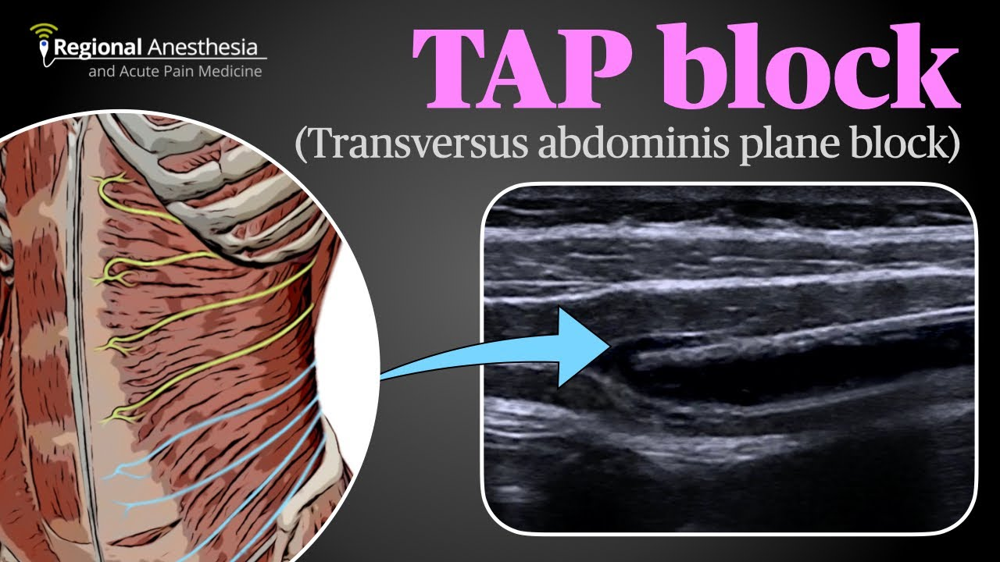 Regional Anesthesia
and Acute Pain Medicine
TAP block
(Transversus abdominis plane block)